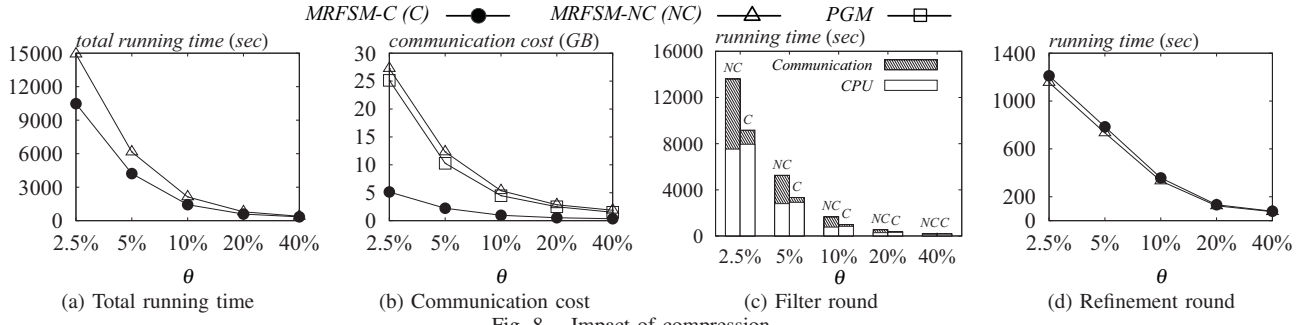 MRFSM-C (C) MRFSM-NC (NC) PGM
total running time (sec)
15000
12000
9000
6000
3000
0
2.5% 5% 10% 20% 40%
θ
(a) Total running time
communication cost (GB)
30
25
20
15
10
5
0
2.5% 5% 10% 20% 40%
θ
(b) Communication cost
running time (sec)
16000
12000
8000
4000
0
Communication
CPU
NC C NC C NC C NC C NCC
2.5% 5% 10% 20% 40%
θ
(c) Filter round
running time (sec)
1400
1000
600
200
0
2.5% 5% 10% 20% 40%
θ
(d) Refinement round
Fig. 8. Impact of compression